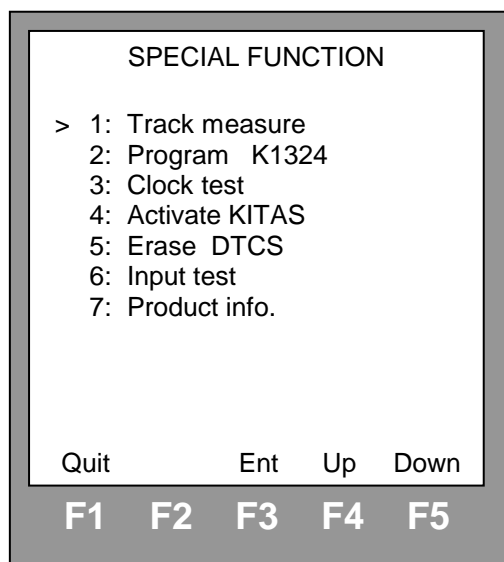 SPECIAL FUNCTION
> 1: Track measure
2: Program K1324
3: Clock test
4: Activate KITAS
5: Erase DTCS
6: Input test
7: Product info.
Quit Ent Up Down
F1 F2 F3 F4 F5